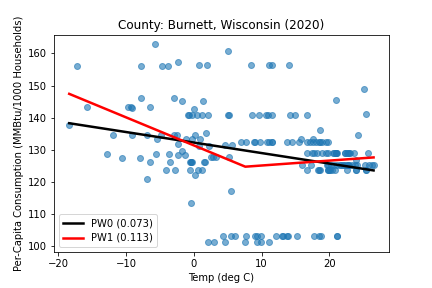 County: Burnett, Wisconsin (2020)
Per-Capita Consumption (MMBtu/1000 Households)
160
150
140
130
120
110
100
PW0 (0.073)
PW1 (0.113)
−20
−10
0
10
20
Temp (deg C)